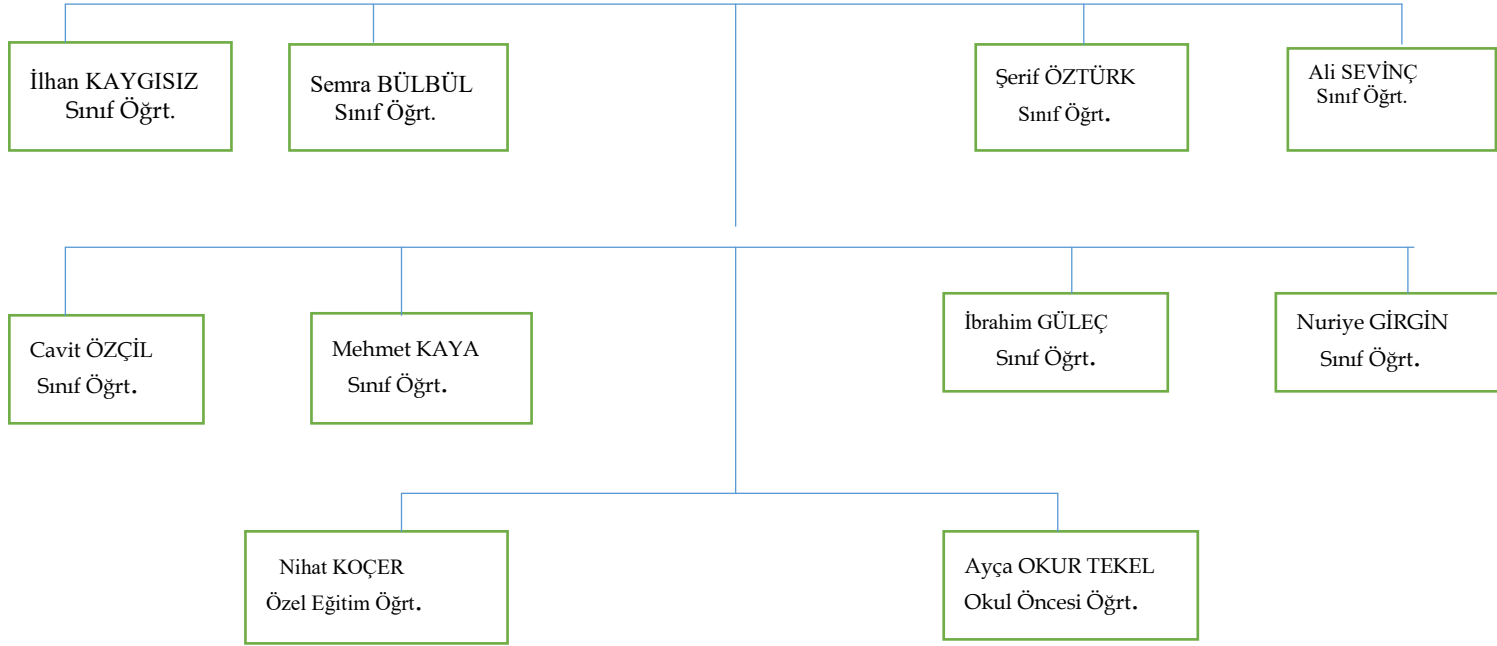 İlhan KAYGISIZ
Sınıf Öğrt.
Semra BÜLBÜL
Sınıf Öğrt.
Şerif ÖZTÜRK
Sınıf Öğrt.
Ali SEVİNÇ
Sınıf Öğrt.
Cavit ÖZÇİL
Sınıf Öğrt.
Mehmet KAYA
Sınıf Öğrt.
İbrahim GÜLEÇ
Sınıf Öğrt.
Nuriye GİRGİN
Sınıf Öğrt.
Nihat KOÇER
Özel Eğitim Öğrt.
Ayça OKUR TEKEL
Okul Öncesi Öğrt.